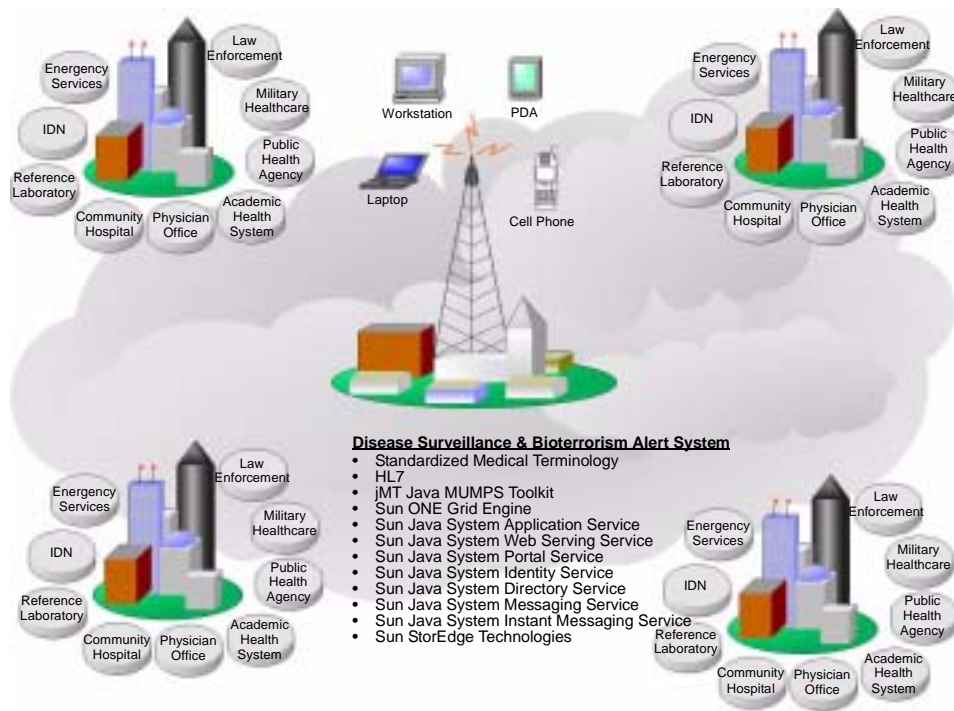 Law
Enforcement
Energency
Services
Military
Healthcare
IDN
Public
Health
Agency
Reference
Laboratory
Academic
Health
System
Community
Hospital
Physician
Office
Workstation
PDA
Laptop
Cell Phone
Law
Enforcement
Energency
Services
Military
Healthcare
IDN
Public
Health
Agency
Reference
Laboratory
Academic
Health
System
Community
Hospital
Physician
Office
Disease Surveillance & Bioterrorism Alert System
• Standardized Medical Terminology
• HL7
• jMT Java MUMPS Toolkit
• Sun ONE Grid Engine
• Sun Java System Application Service
• Sun Java System Web Serving Service
• Sun Java System Portal Service
• Sun Java System Identity Service
• Sun Java System Directory Service
• Sun Java System Messaging Service
• Sun Java System Instant Messaging Service
• Sun StorEdge Technologies
Law
Enforcement
Energency
Services
Military
Healthcare
IDN
Public
Health
Agency
Reference
Laboratory
Academic
Health
System
Community
Hospital
Physician
Office
Law
Enforcement
Energency
Services
Military
Healthcare
IDN
Public
Health
Agency
Reference
Laboratory
Academic
Health
System
Community
Hospital
Physician
Office